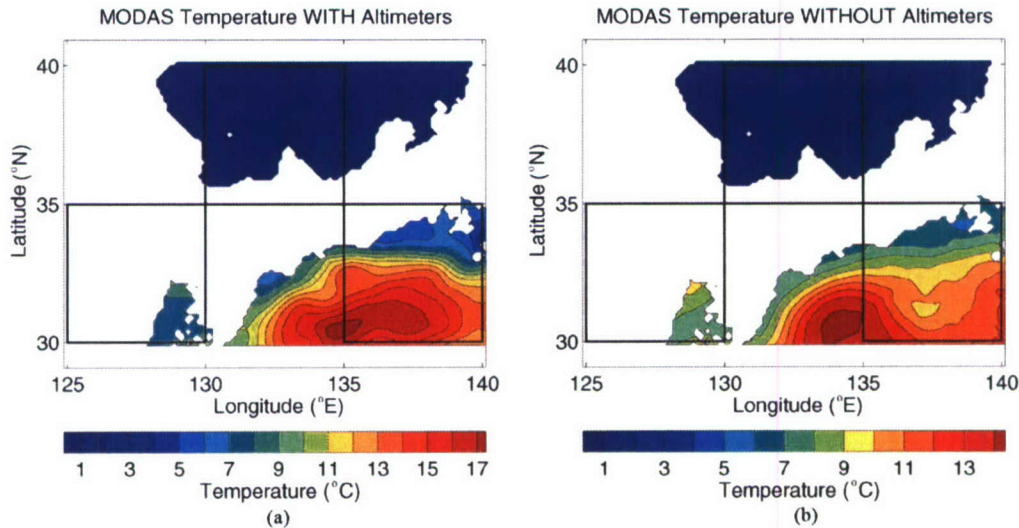 MODAS Temperature WITH Altimeters
40
35
30
Latitude (°N)
125 130 135 140
Longitude (°E)
1 3 5 7 9 11 13 15 17
Temperature (°C)
(a)
MODAS Temperature WITHOUT Altimeters
40
35
30
Latitude (°N)
125 130 135 140
Longitude (°E)
1 3 5 7 9 11 13
Temperature (°C)
(b)